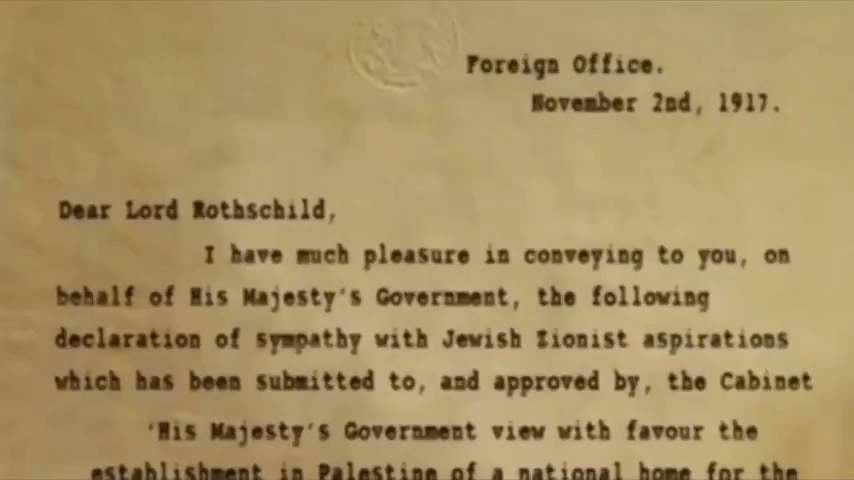 Foreign Office.
November 2nd, 1917.
Dear Lord Rothschild,
I have much pleasure in conveying to you, on
behalf of His Majesty's Government, the following
declaration of sympathy with Jewish Zionist aspirations
which has been submitted to, and approved by, the Cabinet
'His Majesty's Government view with favour the
establishment in Palestine of a national home for the